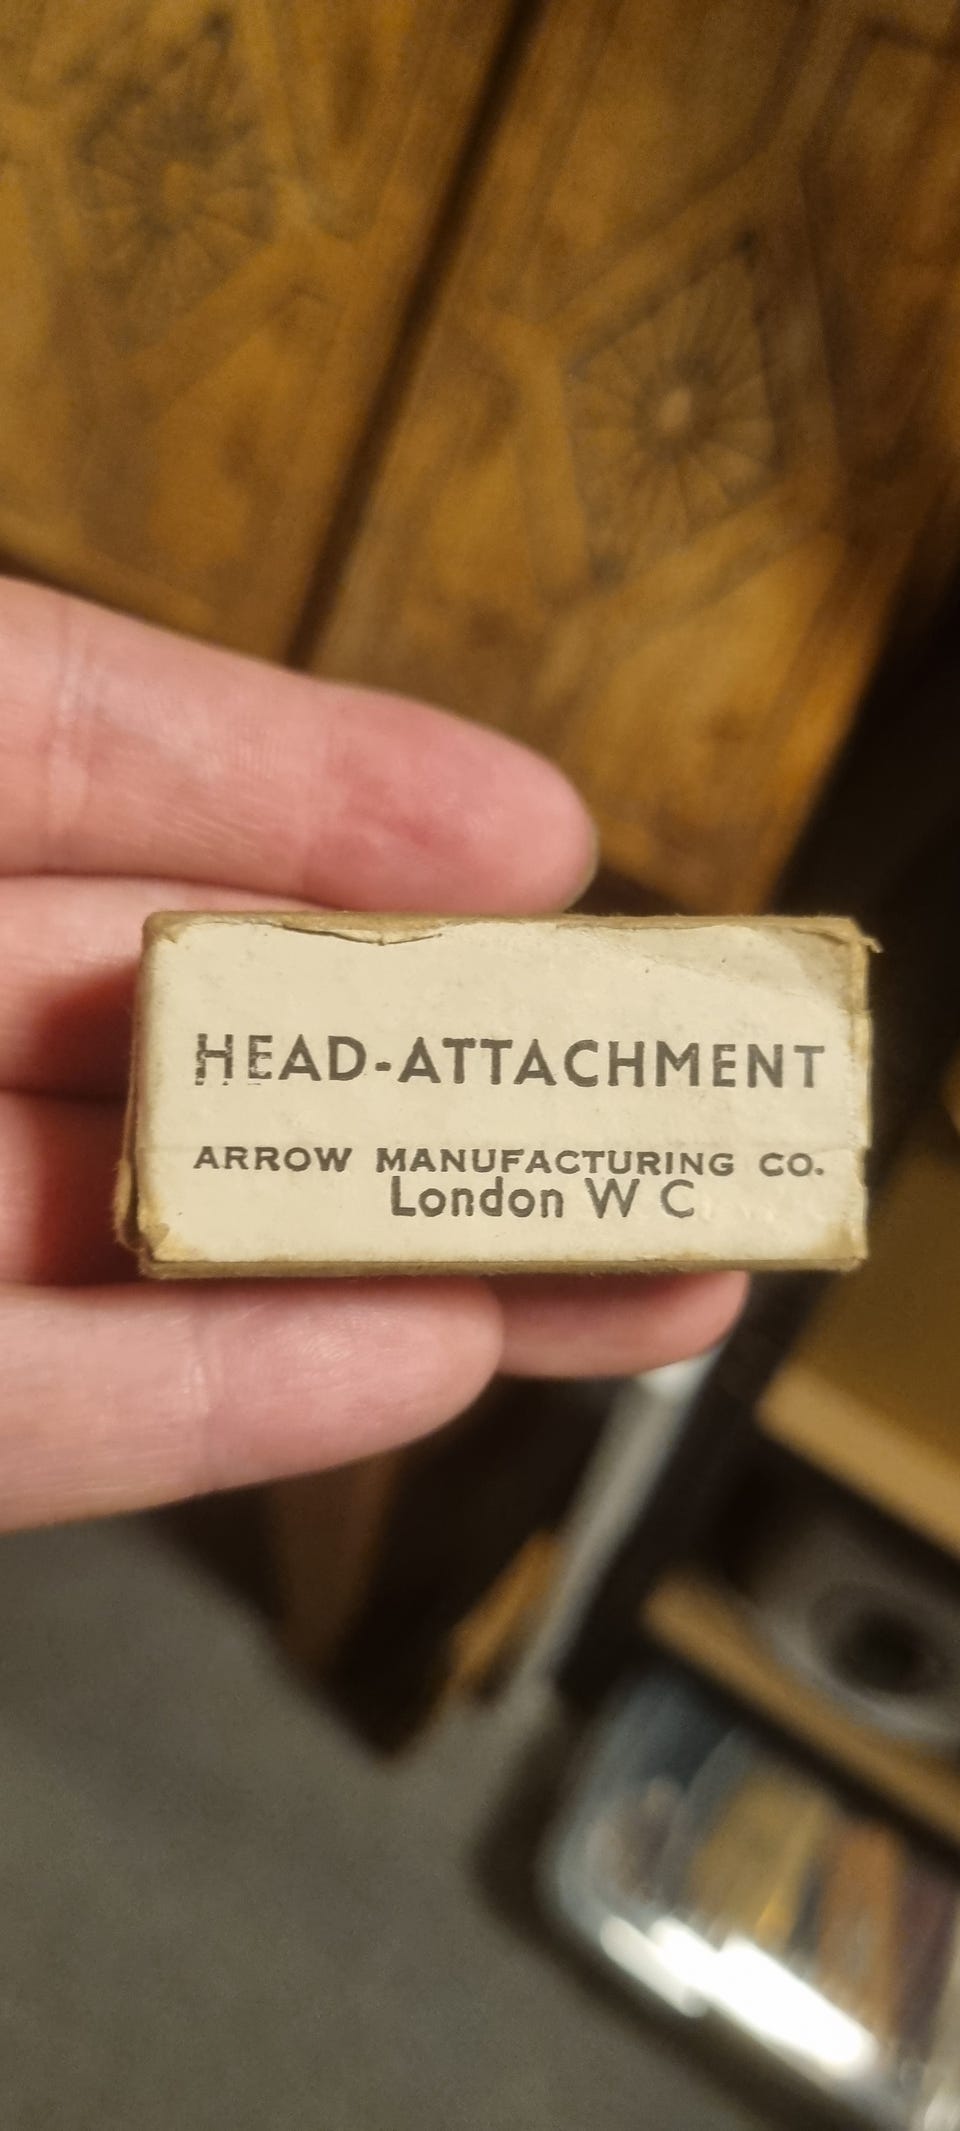 HEAD-ATTACHMENT
ARROW MANUFACTURING CO.
London W C